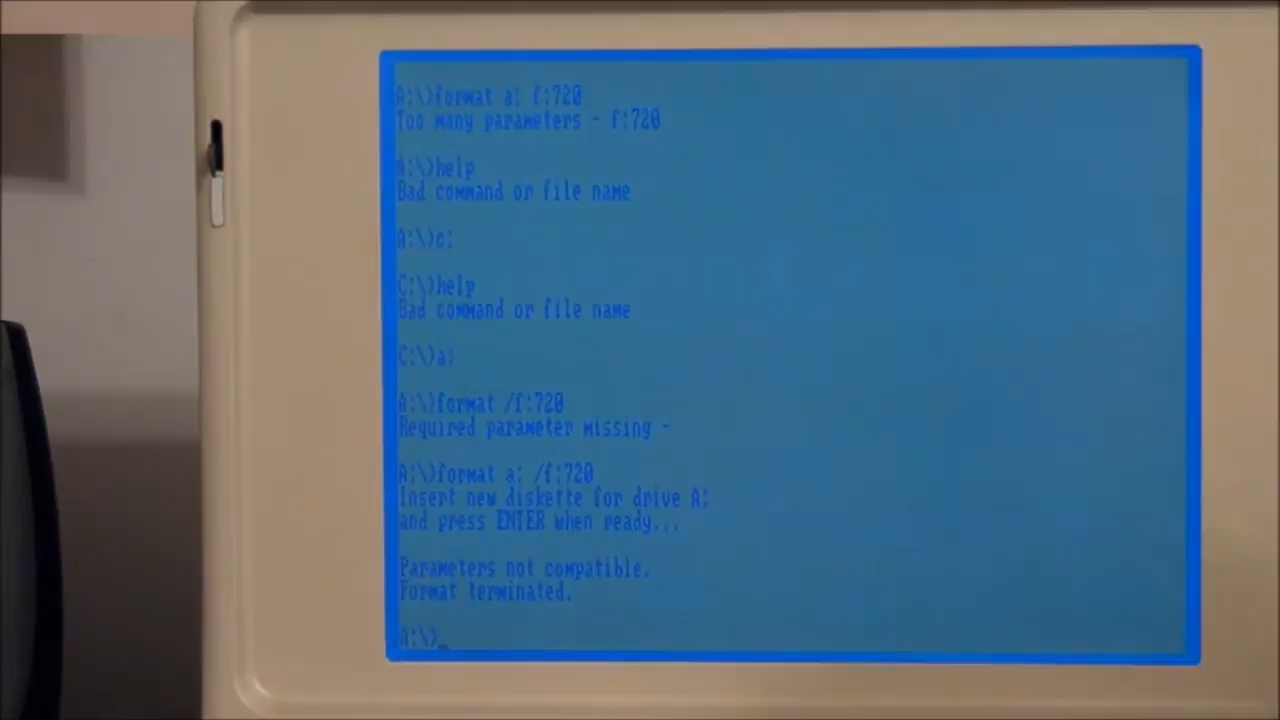 A:\>format a: f:720
Too many parameters - f:720
A:\>help
Bad command or file name
A:\>c:
C:\>help
Bad command or file name
C:\>a:
A:\>format /f:720
Required parameter missing -
A:\>format a: /f:720
Insert new diskette for drive A:
and press ENTER when ready...
Parameters not compatible.
Format terminated.
A:\>_